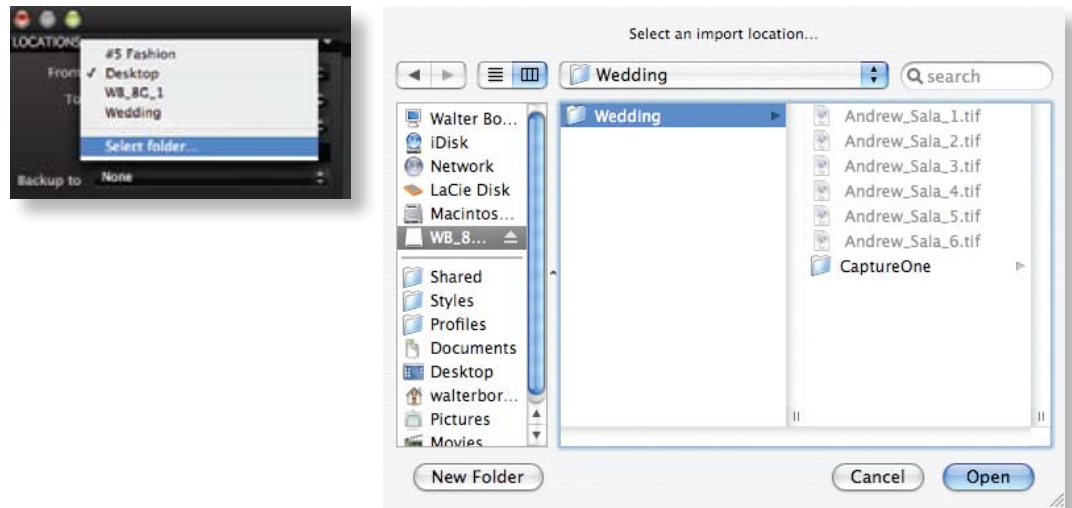 LOCATIONS
#5 Fashion
From ✓ Desktop
To WB_8G_1
Wedding
Select folder...
Backup to None
Select an import location...
Wedding
search
Walter Bo...
iDisk
Network
LaCie Disk
Macintos...
WB_8...
Shared
Styles
Profiles
Documents
Desktop
walterbor...
Pictures
Movies
Wedding
Andrew_Sala_1.tif
Andrew_Sala_2.tif
Andrew_Sala_3.tif
Andrew_Sala_4.tif
Andrew_Sala_5.tif
Andrew_Sala_6.tif
CaptureOne
New Folder
Cancel
Open